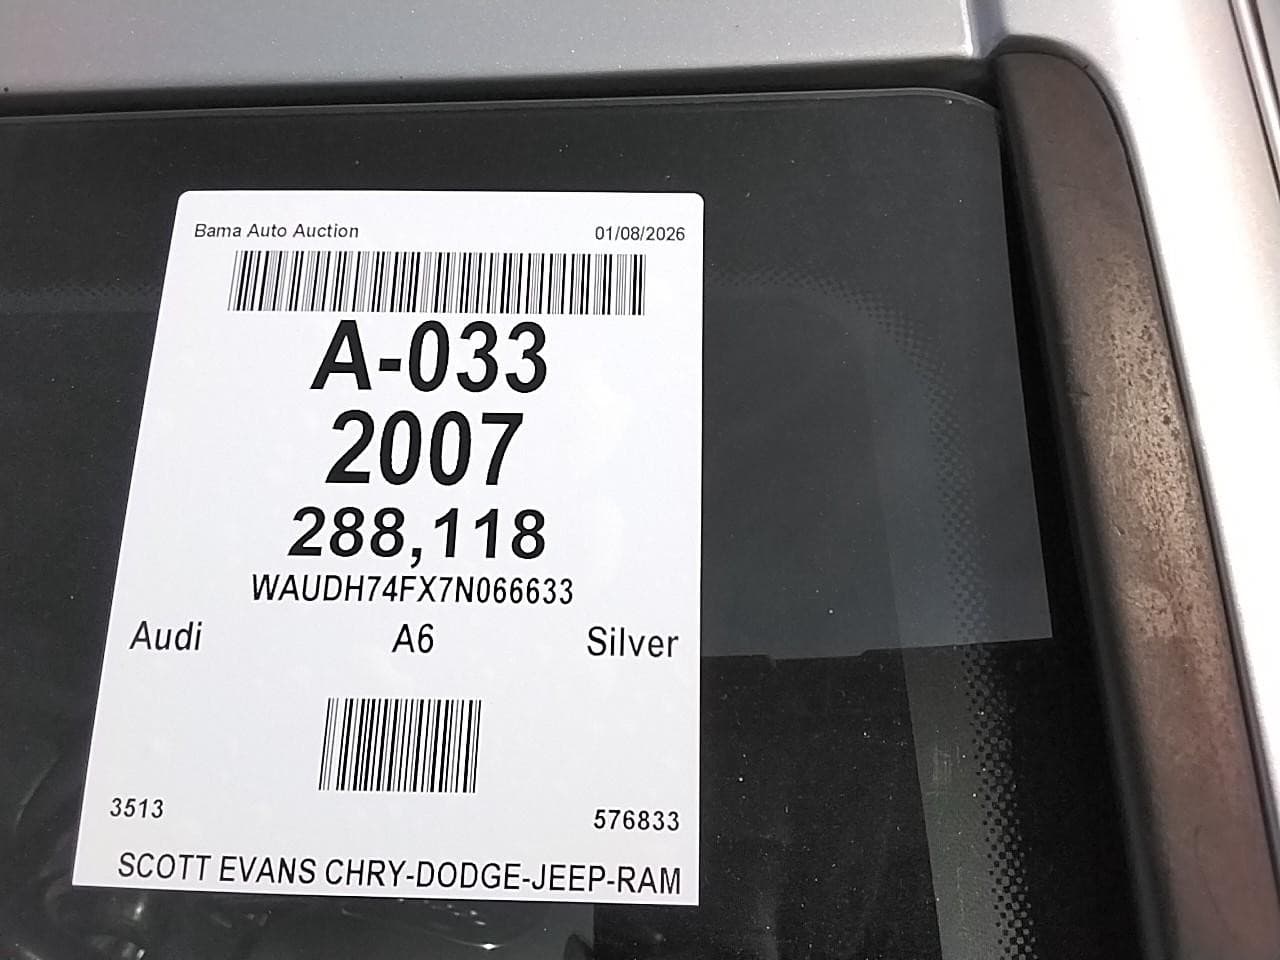 Bama Auto Auction 01/08/2026
A-033
2007
288,118
WAUDH74FX7N066633
Audi A6 Silver
3513 576833
SCOTT EVANS CHRY-DODGE-JEEP-RAM